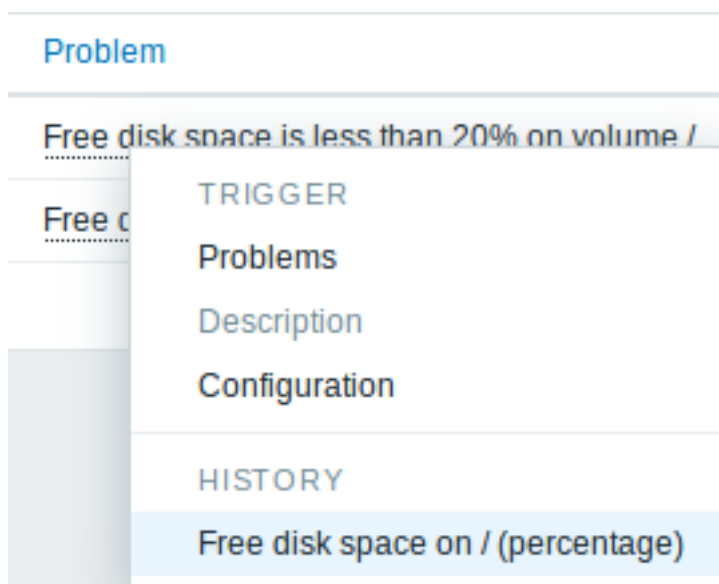 Problem
Free disk space is less than 20% on volume /
Free
TRIGGER
Problems
Description
Configuration
HISTORY
Free disk space on / (percentage)